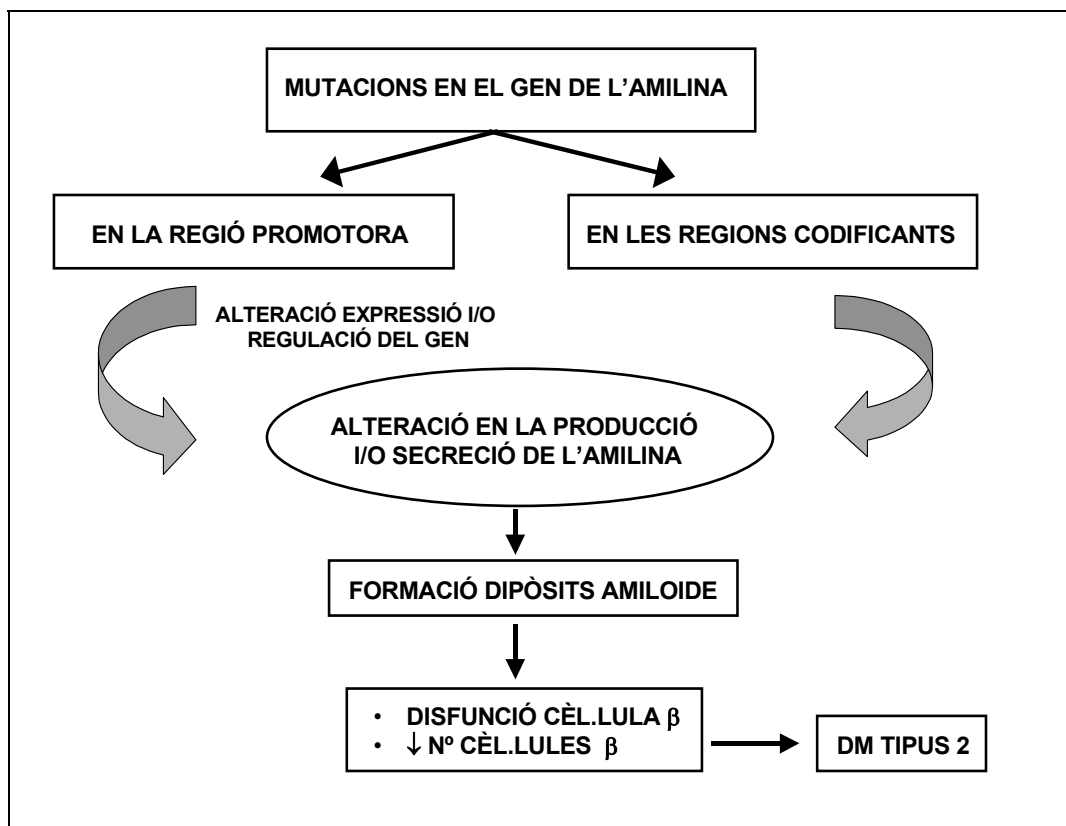 MUTACIONS EN EL GEN DE L’AMILINA
EN LA REGIÓ PROMOTORA
EN LES REGIONS CODIFICANTS
ALTERACIÓ EXPRESSIÓ I/O
REGULACIÓ DEL GEN
ALTERACIÓ EN LA PRODUCCIÓ
I/O SECRECIÓ DE L’AMILINA
FORMACIÓ DIPÒSITS AMILOIDE
• DISFUNCIÓ CÈL.LULA β
• ↓ Nº CÈL.LULES β
DM TIPUS 2